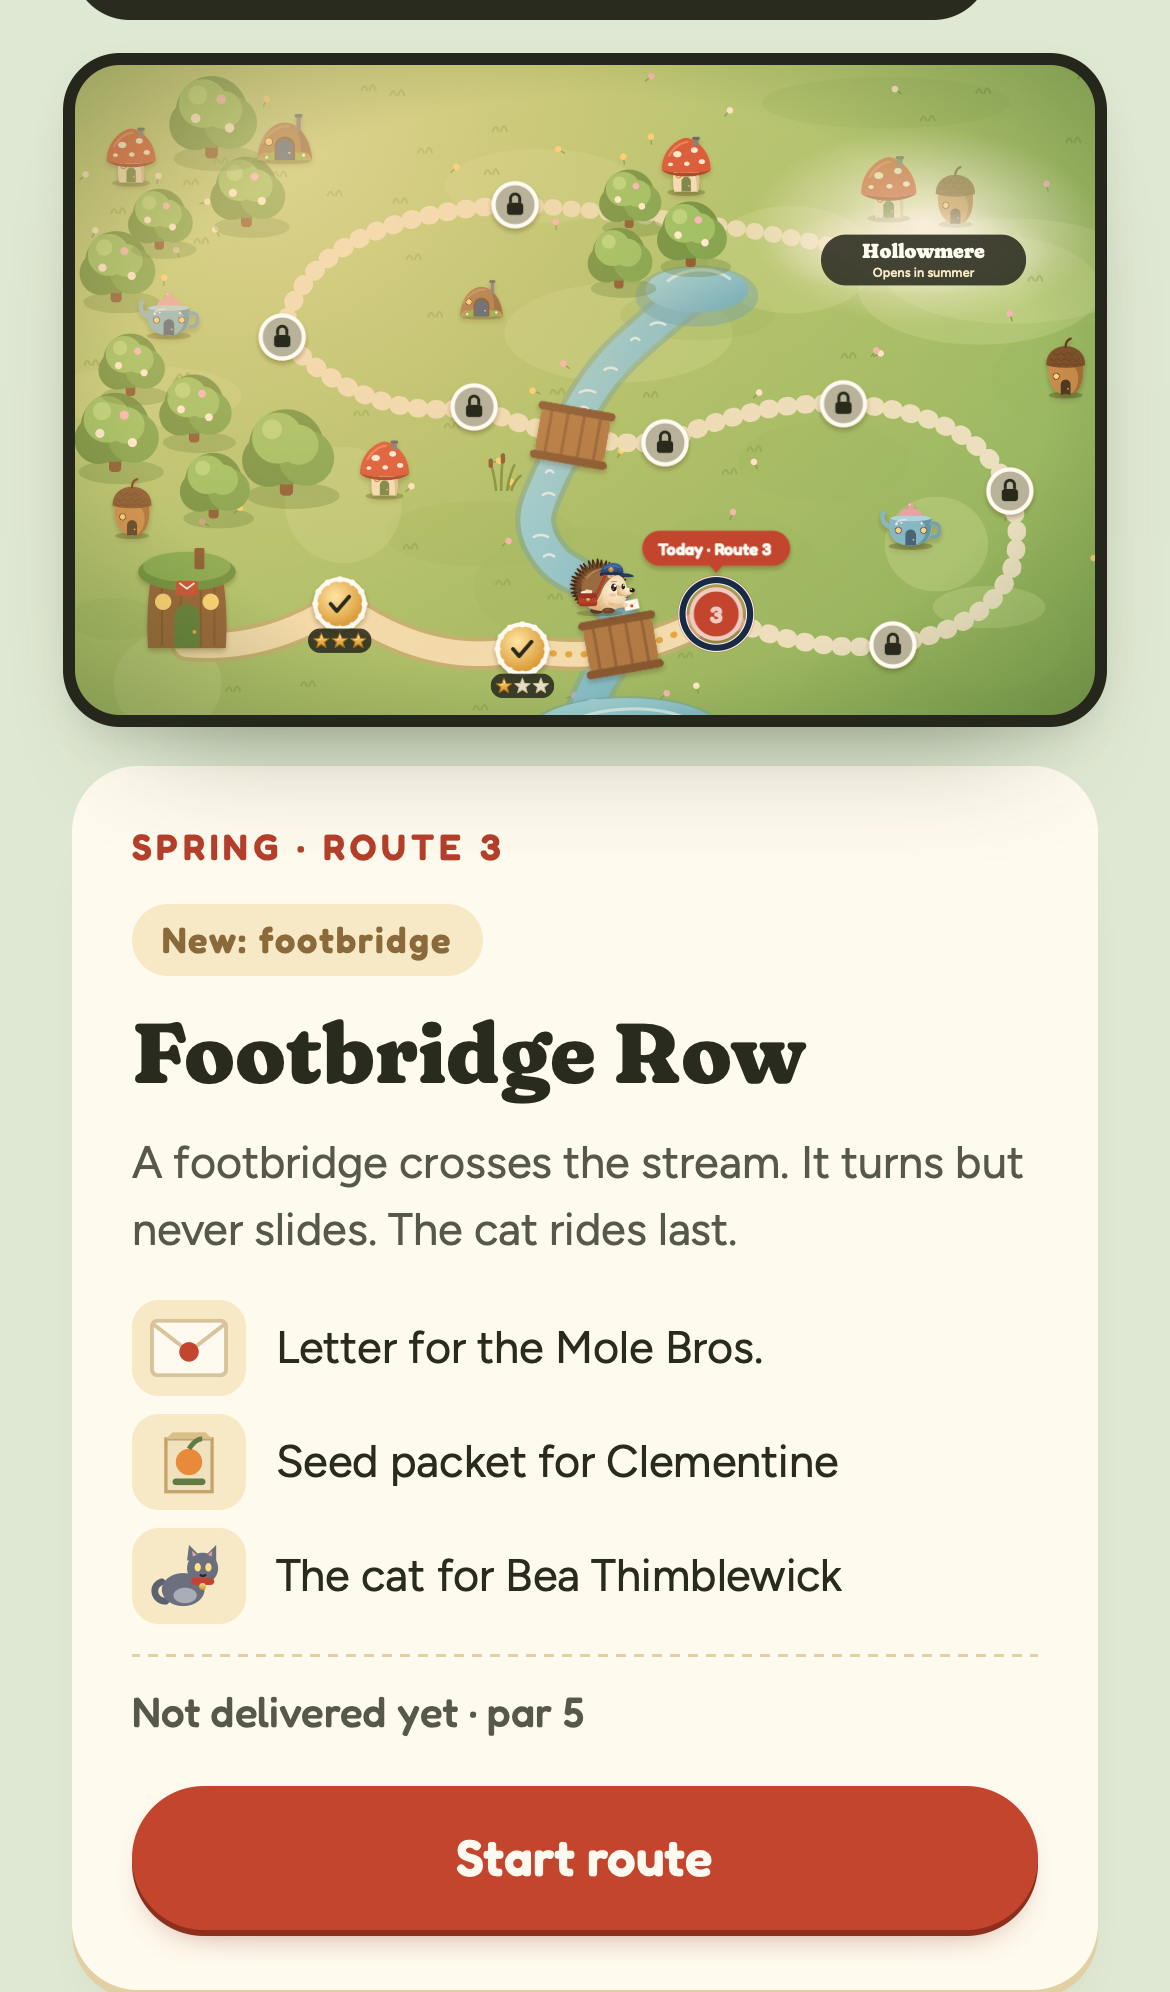 Hollowmere
Opens in summer
Today · Route 3
3
SPRING · ROUTE 3
New: footbridge
Footbridge Row
A footbridge crosses the stream. It turns but
never slides. The cat rides last.
Letter for the Mole Bros.
Seed packet for Clementine
The cat for Bea Thimblewick
Not delivered yet · par 5
Start route